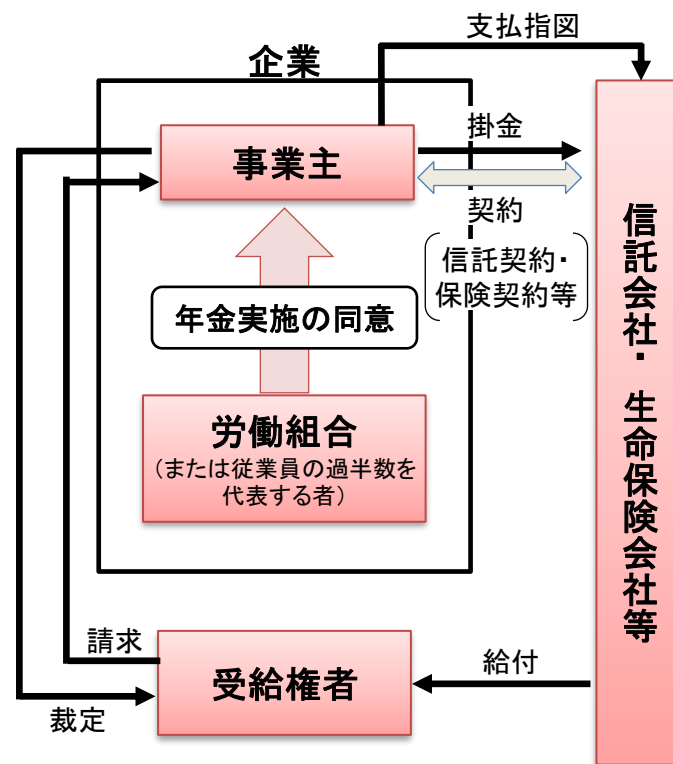 支払指図
企業
事業主
掛金
契約
信託契約・
保険契約等
年金実施の同意
労働組合
（または従業員の過半数を
代表する者）
信託会社・生命保険会社等
請求
受給権者
給付
裁定